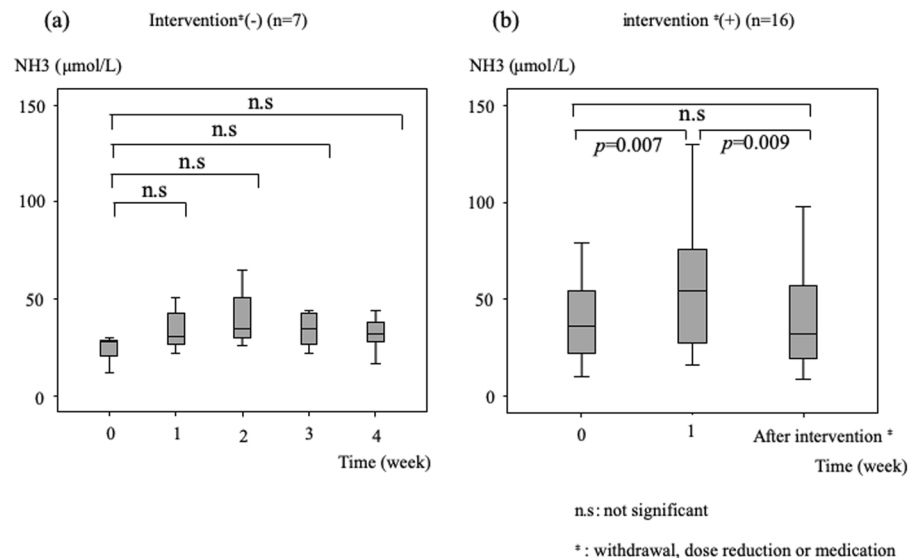 (a)
Intervention*(-) (n=7)
NH3 (μmol/L)
150
100
50
0
n.s
n.s
n.s
n.s
0 1 2 3 4
Time (week)
(b)
intervention *(+) (n=16)
NH3 (μmol/L)
150
100
50
0
n.s
p=0.007 p=0.009
0 1 After intervention *
Time (week)
n.s: not significant
* : withdrawal, dose reduction or medication